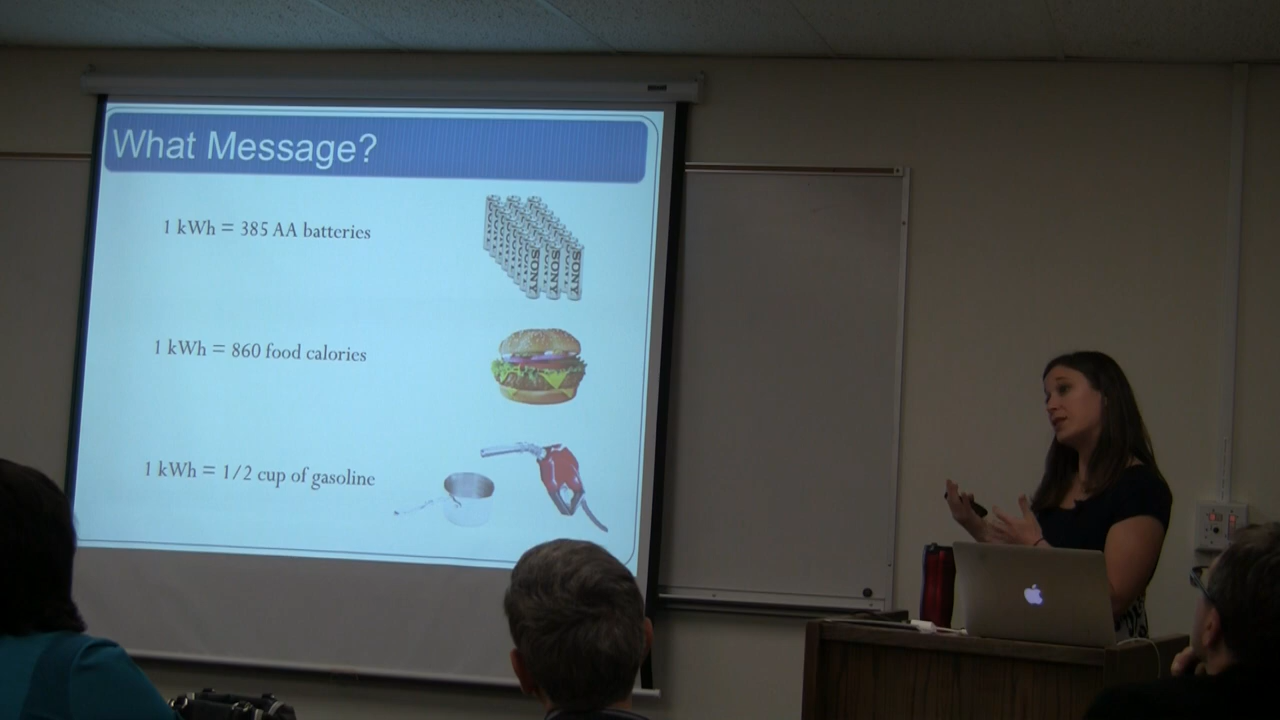 What Message?
1 kWh = 385 AA batteries
SONY SONY SONY
1 kWh = 860 food calories
1 kWh = 1/2 cup of gasoline